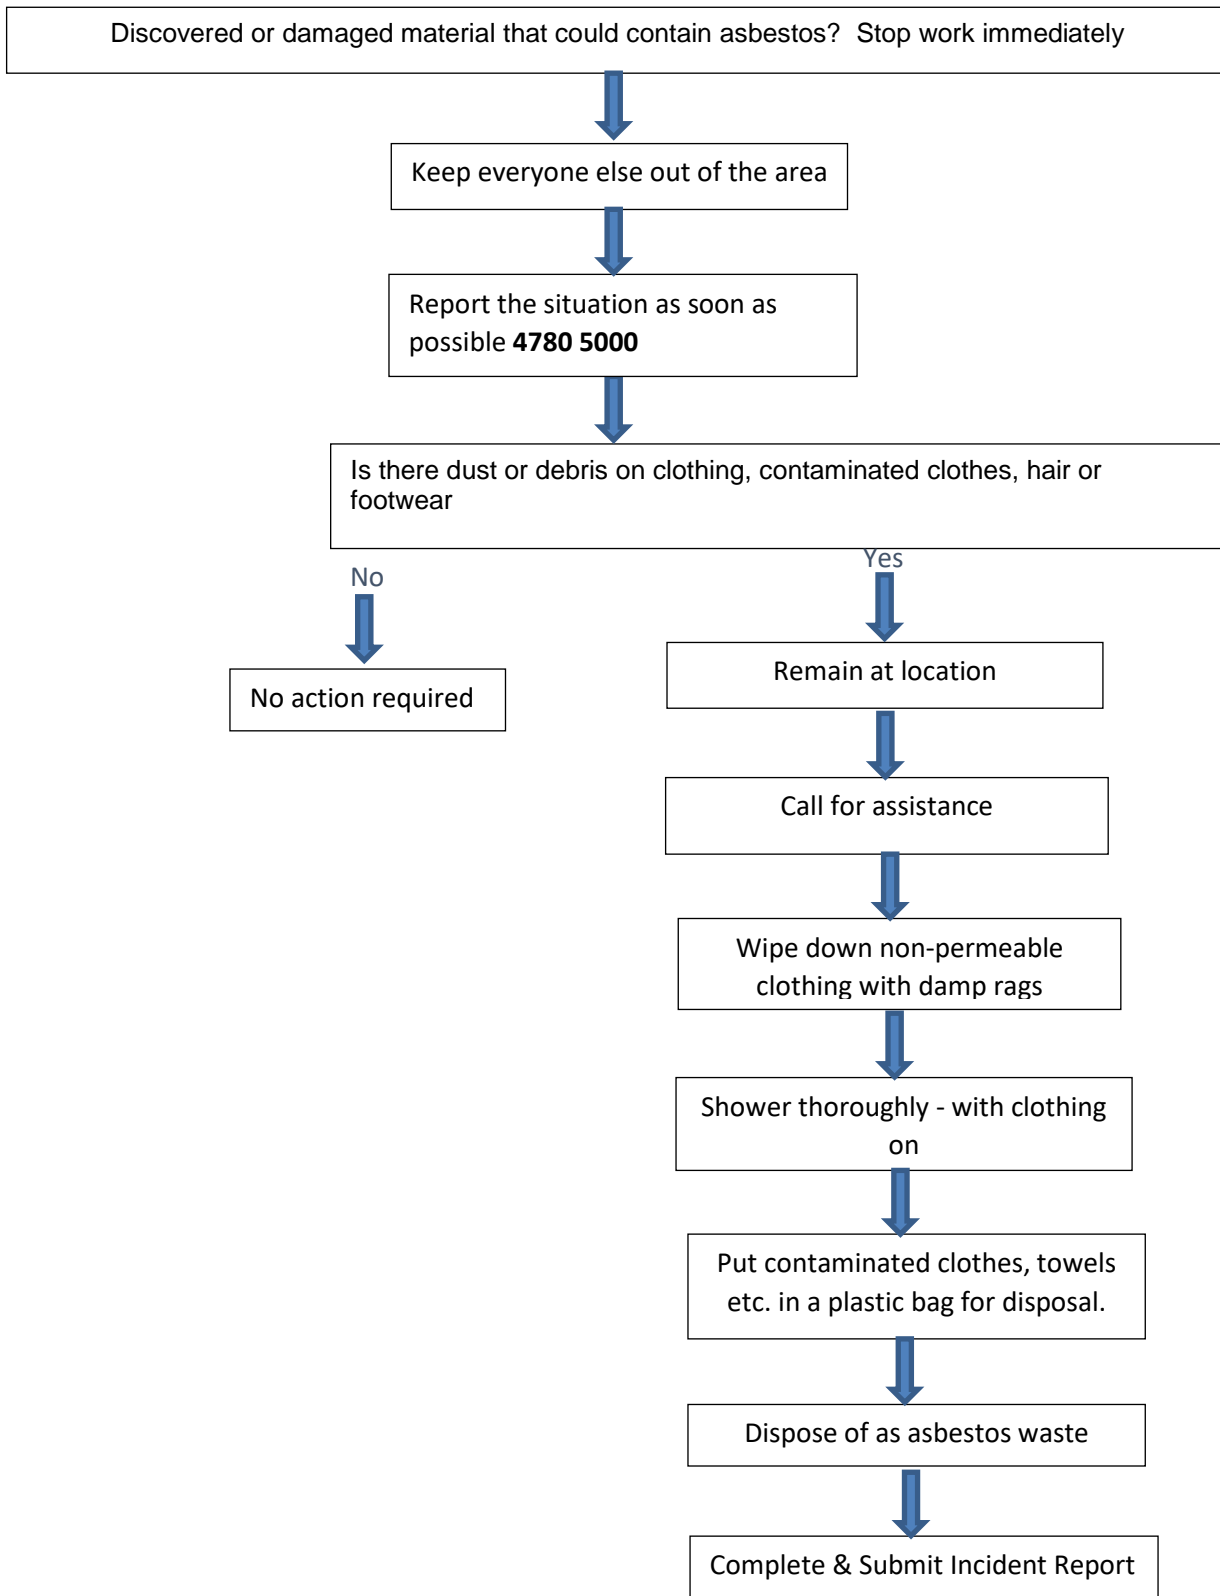 Discovered or damaged material that could contain asbestos?  Stop work immediately
Keep everyone else out of the area
Report the situation as soon as
possible 4780 5000
Is there dust or debris on clothing, contaminated clothes, hair or
footwear
No
Yes
No action required
Remain at location
Call for assistance
Wipe down non-permeable
clothing with damp rags
Shower thoroughly - with clothing
on
Put contaminated clothes, towels
etc. in a plastic bag for disposal.
Dispose of as asbestos waste
Complete & Submit Incident Report